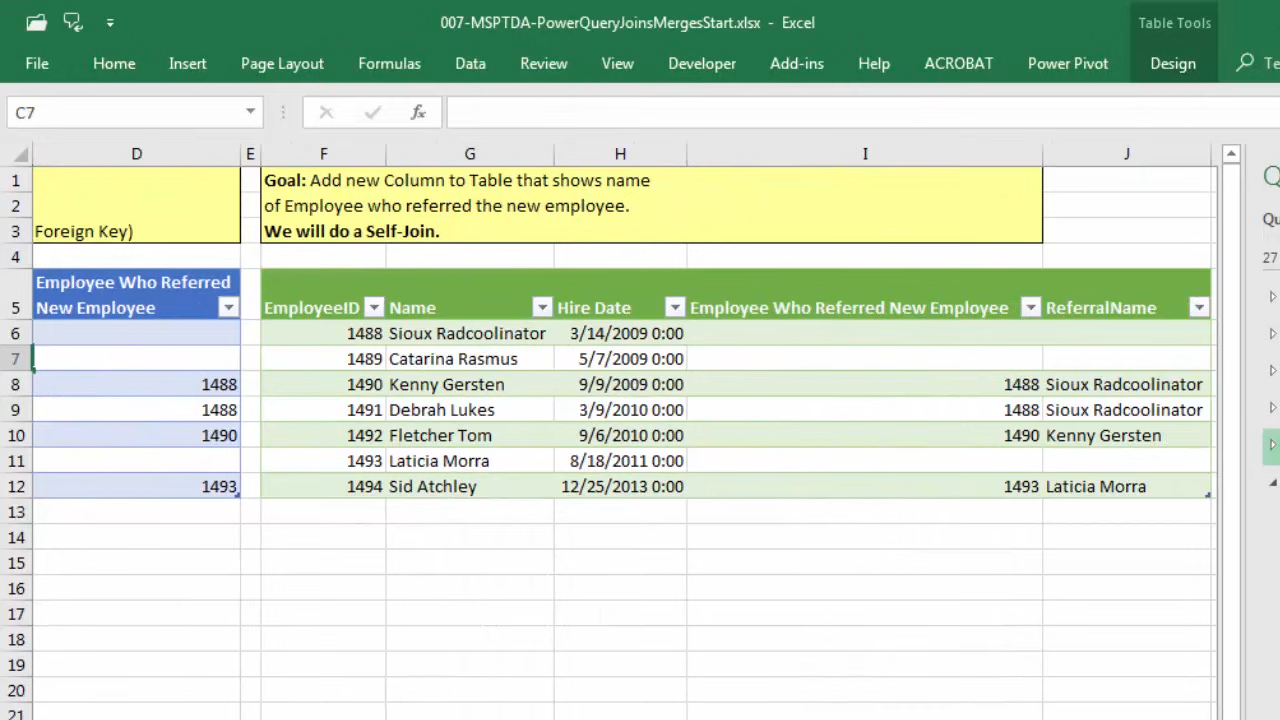 007-MSPTDA-PowerQueryJoinsMergesStart.xlsx - Excel
Table Tools
File Home Insert Page Layout Formulas Data Review View Developer Add-ins Help ACROBAT Power Pivot Design Te
C7 fx
D E F G H I J
1 Goal: Add new Column to Table that shows name
2 of Employee who referred the new employee.
3 Foreign Key) We will do a Self-Join.
Qu
4
27
Employee Who Referred
5 New Employee EmployeeID Name Hire Date Employee Who Referred New Employee ReferralName
6 1488 Sioux Radcoolinator 3/14/2009 0:00
7 1489 Catarina Rasmus 5/7/2009 0:00
8 1488 1490 Kenny Gersten 9/9/2009 0:00 1488 Sioux Radcoolinator
9 1488 1491 Debrah Lukes 3/9/2010 0:00 1488 Sioux Radcoolinator
10 1490 1492 Fletcher Tom 9/6/2010 0:00 1490 Kenny Gersten
11 1493 Laticia Morra 8/18/2011 0:00
12 1493 1494 Sid Atchley 12/25/2013 0:00 1493 Laticia Morra
13
14
15
16
17
18
19
20
21